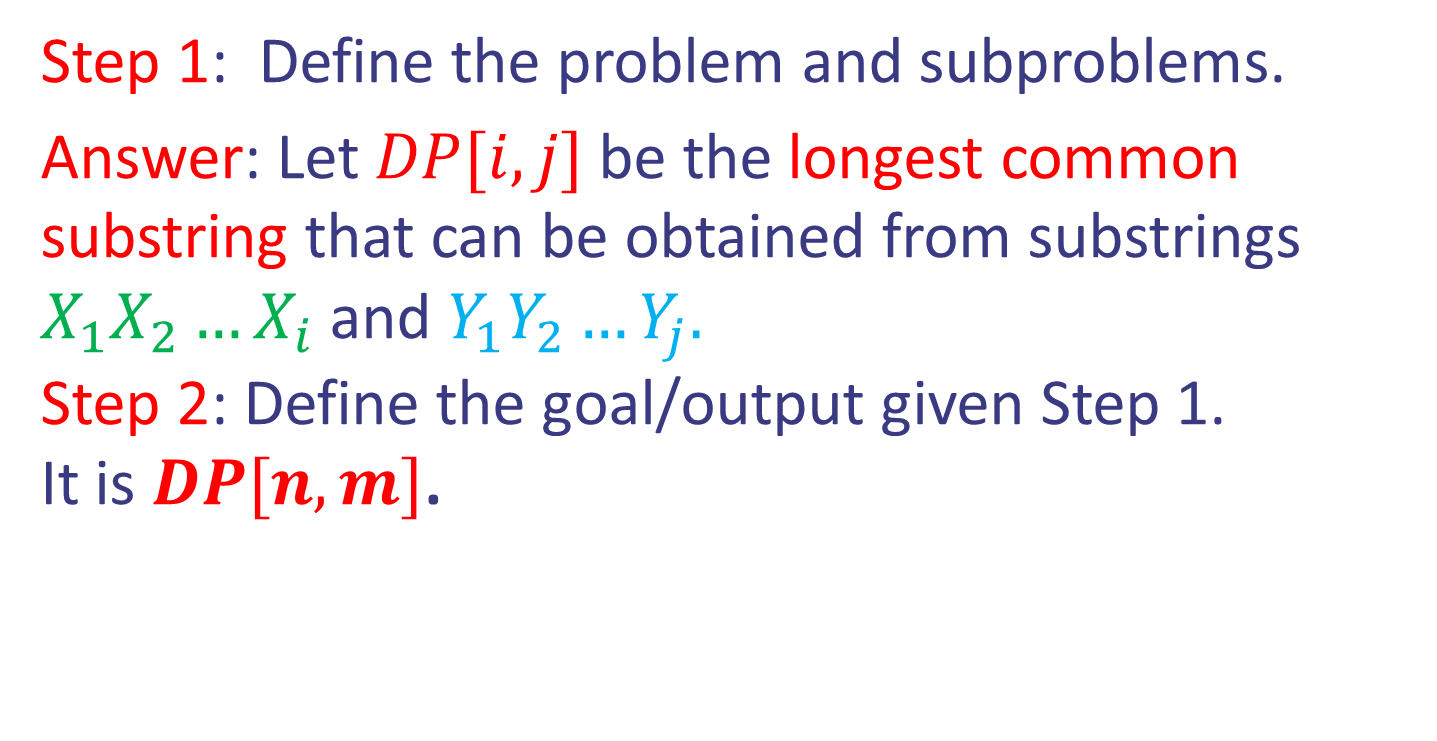 Step 1:  Define the problem and subproblems.
Answer: Let 𝐷𝑃[𝑖, 𝑗] be the longest common
substring that can be obtained from substrings
𝑋₁𝑋₂ … 𝑋ᵢ and 𝑌₁𝑌₂ … 𝑌ⱼ.
Step 2: Define the goal/output given Step 1.
It is 𝑫𝑷[𝒏, 𝒎].